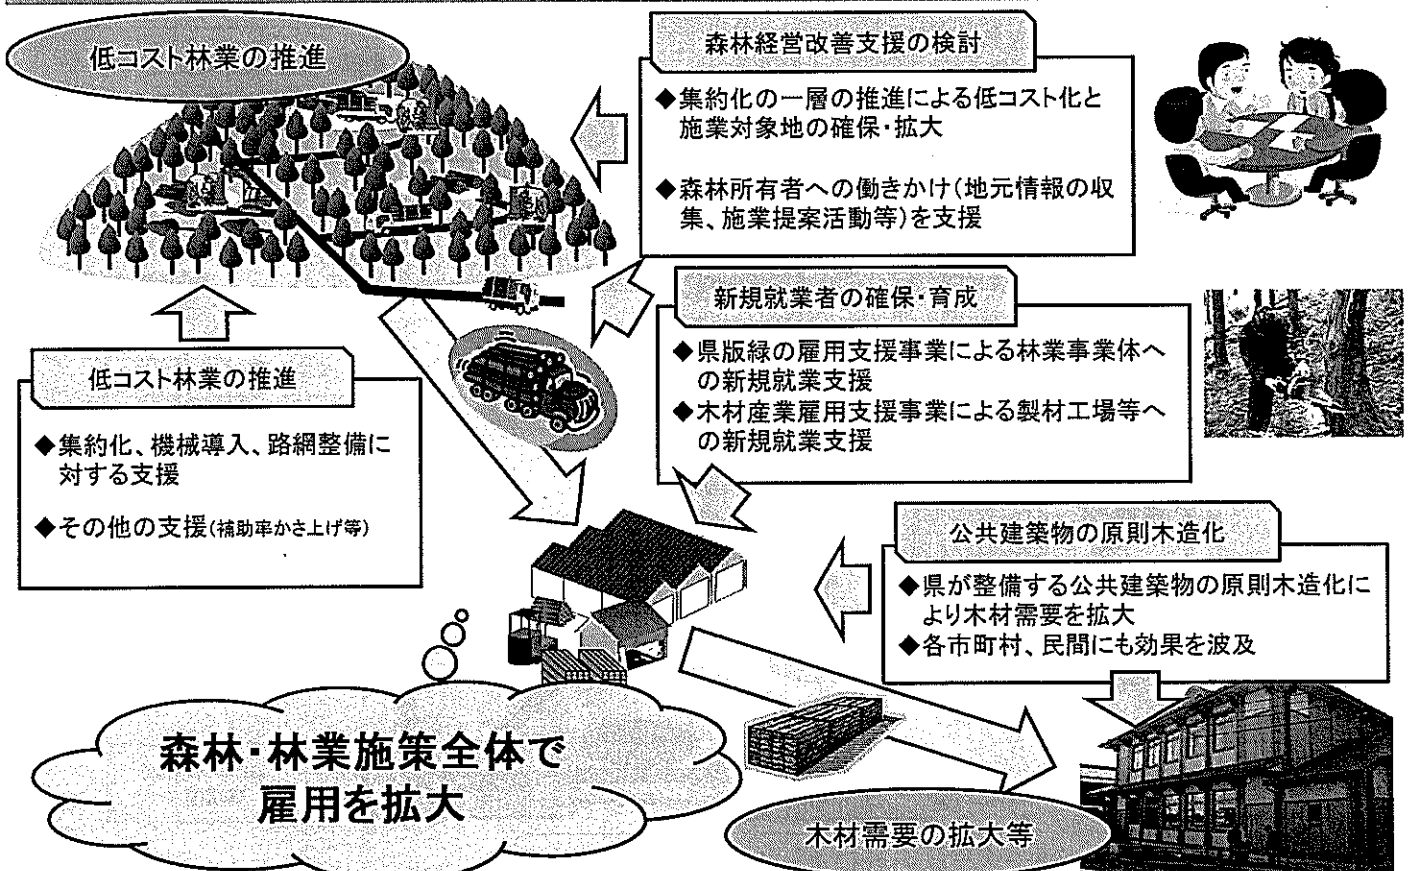 低コスト林業の推進
森林経営改善支援の検討
◆集約化の一層の推進による低コスト化と
施業対象地の確保・拡大
◆森林所有者への働きかけ(地元情報の収
集、施業提案活動等)を支援
新規就業者の確保・育成
◆県版緑の雇用支援事業による林業事業体へ
の新規就業支援
◆木材産業雇用支援事業による製材工場等へ
の新規就業支援
低コスト林業の推進
◆集約化、機械導入、路網整備に
対する支援
◆その他の支援(補助率かさ上げ等)
公共建築物の原則木造化
◆県が整備する公共建築物の原則木造化に
より木材需要を拡大
◆各市町村、民間にも効果を波及
森林・林業施策全体で
雇用を拡大
木材需要の拡大等